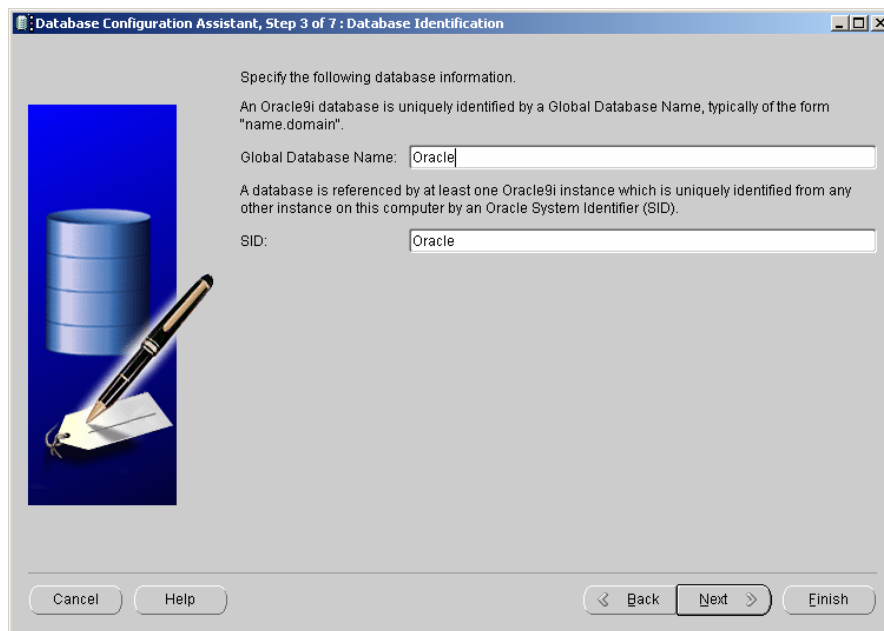 Database Configuration Assistant, Step 3 of 7 : Database Identification
Specify the following database information.
An Oracle9i database is uniquely identified by a Global Database Name, typically of the form
"name.domain".
Global Database Name: Oracle
A database is referenced by at least one Oracle9i instance which is uniquely identified from any
other instance on this computer by an Oracle System Identifier (SID).
SID: Oracle
Cancel Help Back Next Finish